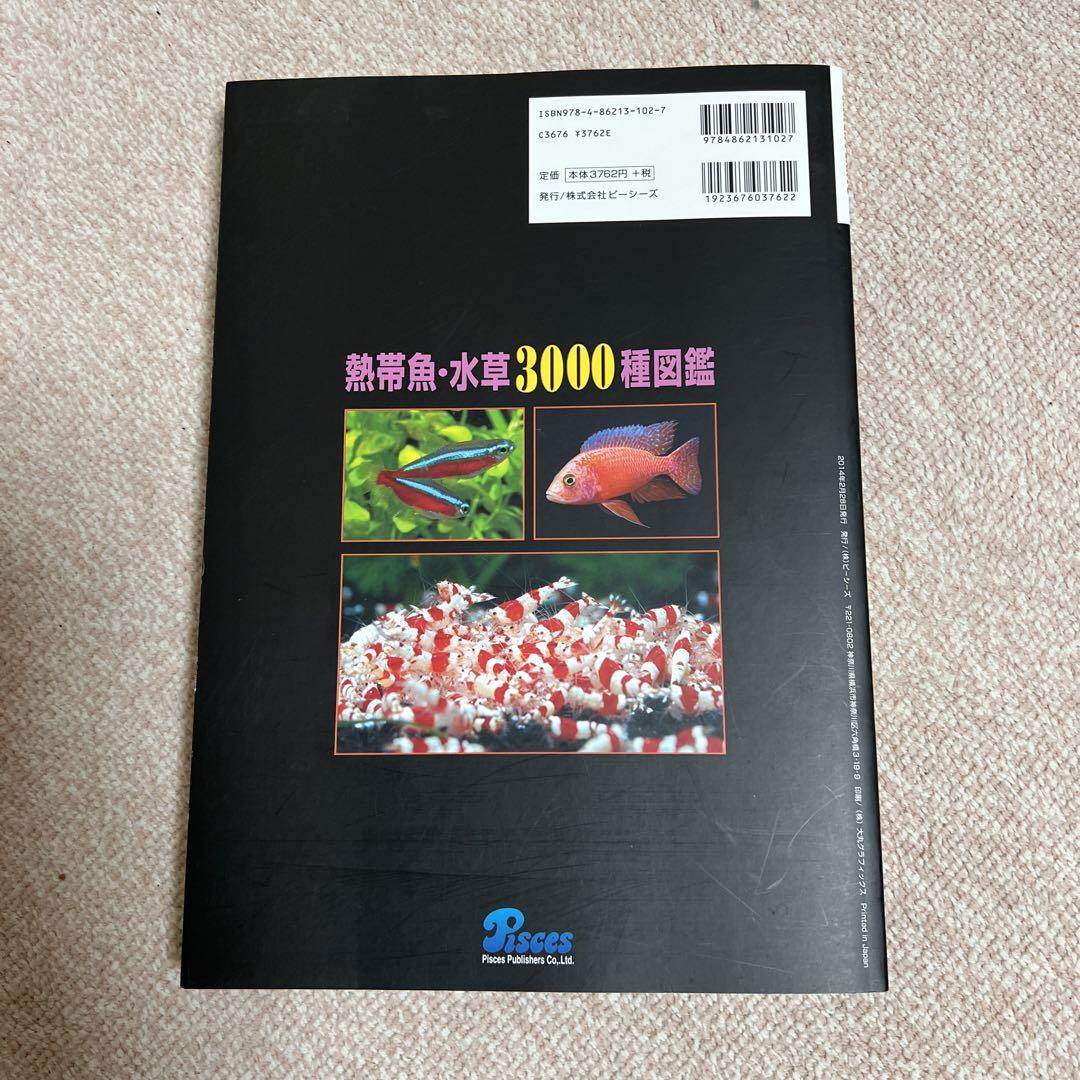 ISBN978-4-86213-102-7
C3676 ¥3762E
定価 本体3762円 +税
発行/株式会社ピーシーズ
9784862131027
1923676037622
熱帯魚・水草3000種図鑑
2014年2月28日発行 発行/(株)ピーシーズ 〒221-0802 神奈川県横浜市神奈川区六角橋3-19-9 印刷/(株)大丸グラフィックス Printed in Japan
Pisces
Pisces Publishers Co,.Ltd.